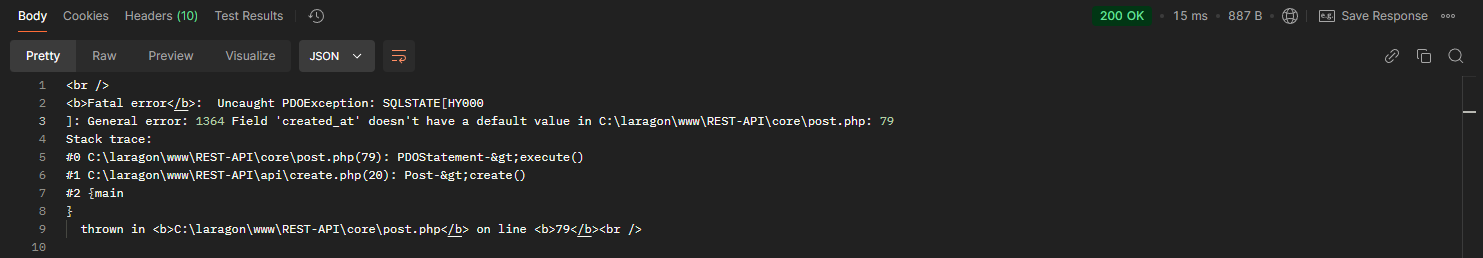 Body Cookies Headers (10) Test Results 200 OK • 15 ms • 887 B • e.g. Save Response
Pretty Raw Preview Visualize JSON
1 <br />
2 <b>Fatal error</b>:  Uncaught PDOException: SQLSTATE[HY000
3 ]: General error: 1364 Field 'created_at' doesn't have a default value in C:\laragon\www\REST-API\core\post.php: 79
4 Stack trace:
5 #0 C:\laragon\www\REST-API\core\post.php(79): PDOStatement-&gt;execute()
6 #1 C:\laragon\www\REST-API\api\create.php(20): Post-&gt;create()
7 #2 {main
8 }
9   thrown in <b>C:\laragon\www\REST-API\core\post.php</b> on line <b>79</b><br />
10